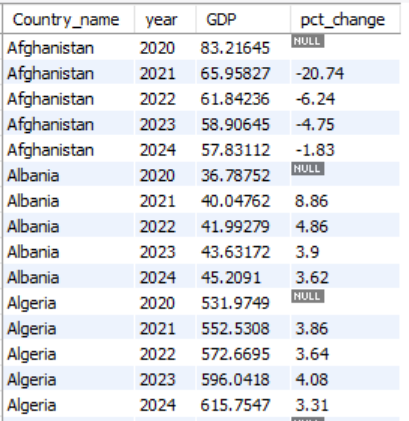 Country_name year GDP pct_change
Afghanistan 2020 83.21645 NULL
Afghanistan 2021 65.95827 -20.74
Afghanistan 2022 61.84236 -6.24
Afghanistan 2023 58.90645 -4.75
Afghanistan 2024 57.83112 -1.83
Albania 2020 36.78752 NULL
Albania 2021 40.04762 8.86
Albania 2022 41.99279 4.86
Albania 2023 43.63172 3.9
Albania 2024 45.2091 3.62
Algeria 2020 531.9749 NULL
Algeria 2021 552.5308 3.86
Algeria 2022 572.6695 3.64
Algeria 2023 596.0418 4.08
Algeria 2024 615.7547 3.31